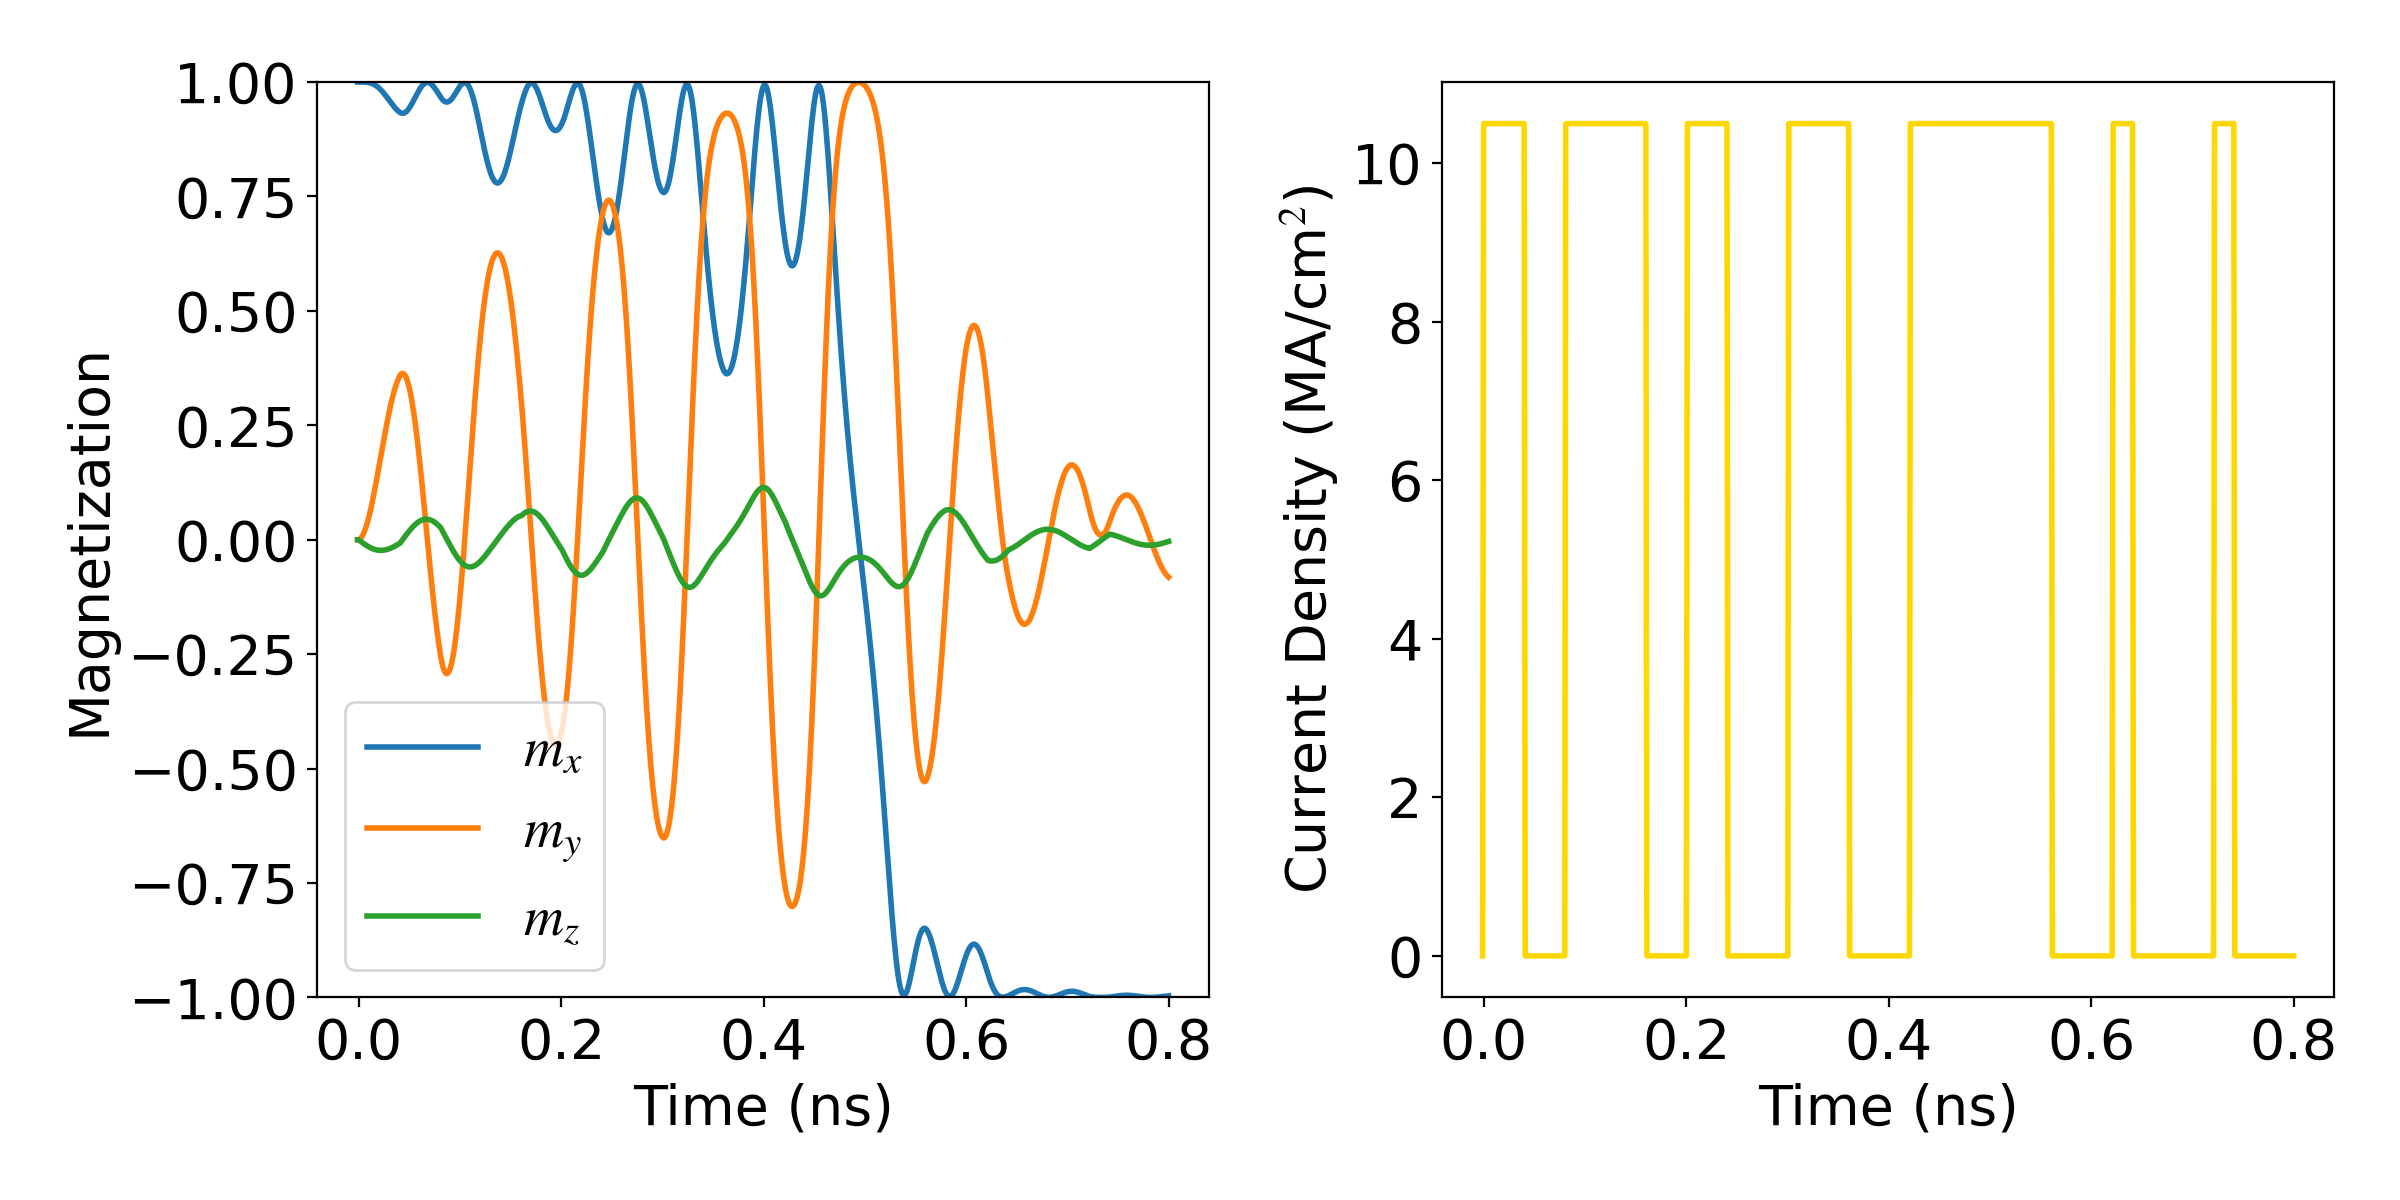 Magnetization
1.00
0.75
0.50
0.25
0.00
−0.25
−0.50
−0.75
−1.00
m_x
m_y
m_z
0.0 0.2 0.4 0.6 0.8
Time (ns)
Current Density (MA/cm²)
10
8
6
4
2
0
0.0 0.2 0.4 0.6 0.8
Time (ns)